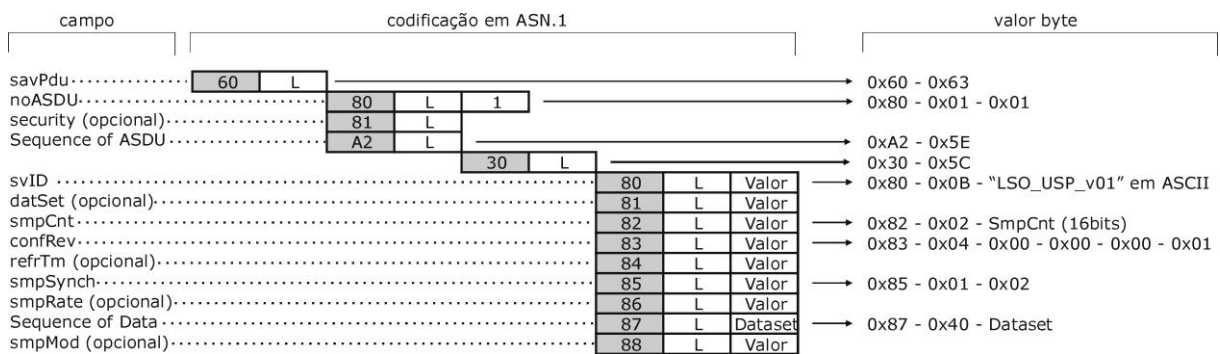 campo codificação em ASN.1 valor byte
savPdu 60 L 0x60 - 0x63
noASDU 80 L 1 0x80 - 0x01 - 0x01
security (opcional) 81 L
Sequence of ASDU A2 L 0xA2 - 0x5E
30 L 0x30 - 0x5C
svID 80 L Valor 0x80 - 0x0B - “LSO_USP_v01” em ASCII
datSet (opcional) 81 L Valor
smpCnt 82 L Valor 0x82 - 0x02 - SmpCnt (16bits)
confRev 83 L Valor 0x83 - 0x04 - 0x00 - 0x00 - 0x00 - 0x01
refrTm (opcional) 84 L Valor
smpSynch 85 L Valor 0x85 - 0x01 - 0x02
smpRate (opcional) 86 L Valor
Sequence of Data 87 L Dataset 0x87 - 0x40 - Dataset
smpMod (opcional) 88 L Valor